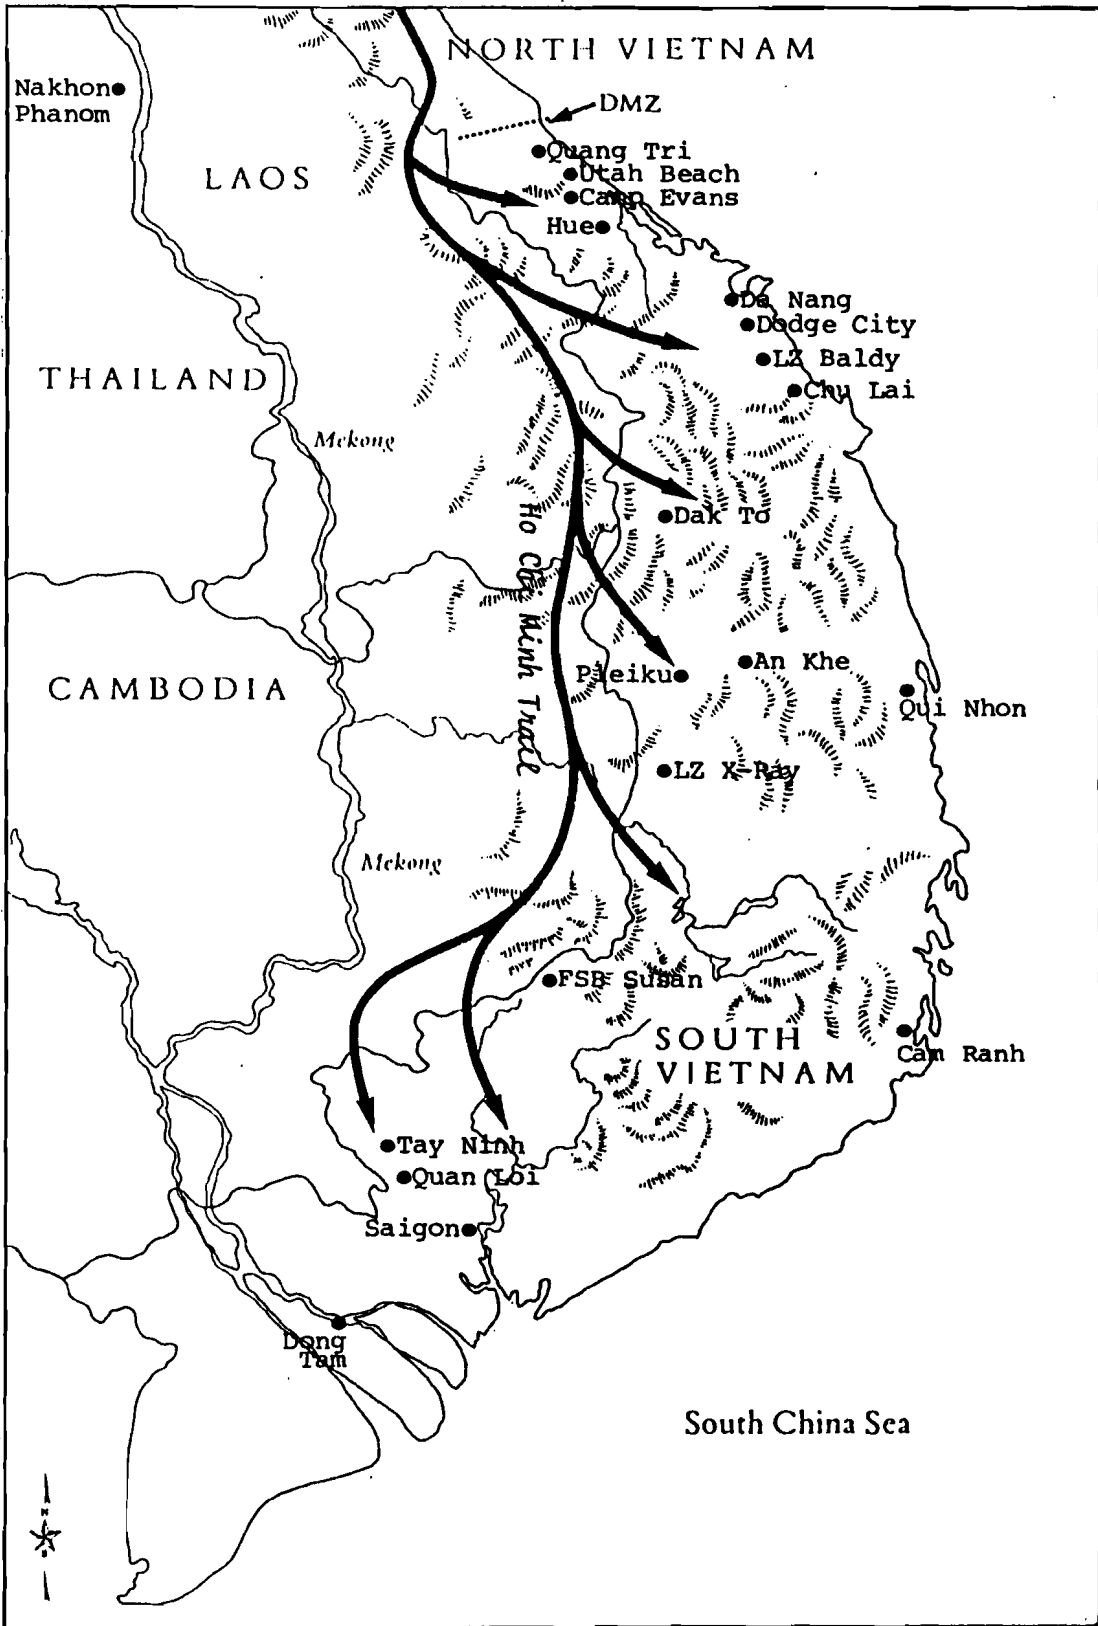 NORTH VIETNAM
Nakhon
Phanom
DMZ
Quang Tri
LAOS
Utah Beach
Camp Evans
Hue
Da Nang
Dodge City
LZ Baldy
THAILAND
Chu Lai
Mekong
Ho Chi Minh Trail
Dak To
An Khe
Pleiku
CAMBODIA
Qui Nhon
LZ X-Ray
Mekong
FSB Susan
SOUTH
VIETNAM
Cam Ranh
Tay Ninh
Quan Loi
Saigon
Dong
Tam
South China Sea
N